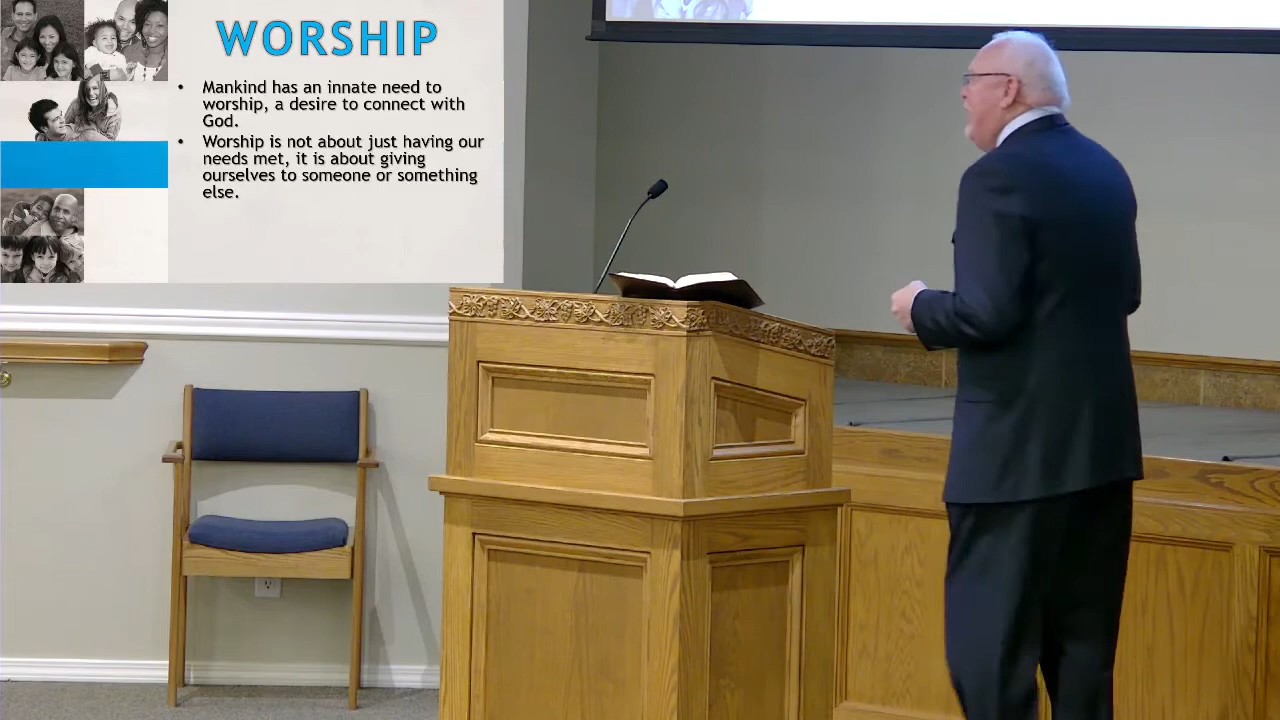 WORSHIP
• Mankind has an innate need to
worship, a desire to connect with
God.
• Worship is not about just having our
needs met, it is about giving
ourselves to someone or something
else.